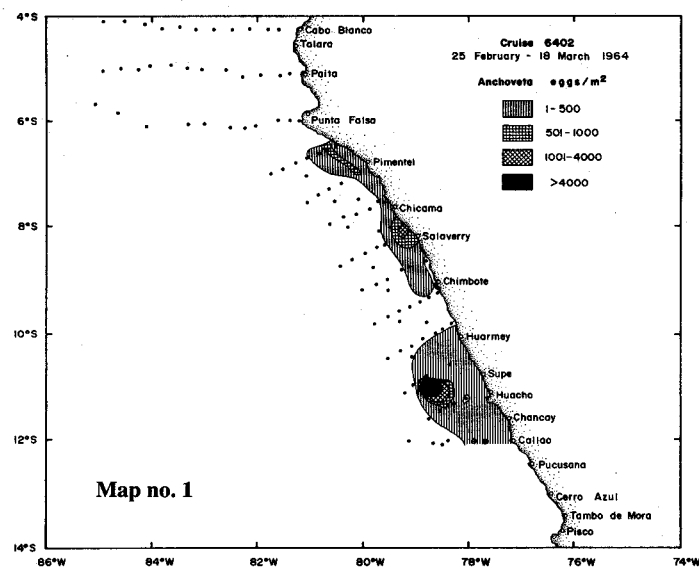 4°S
6°S
8°S
10°S
12°S
14°S
86°W
84°W
82°W
80°W
78°W
76°W
74°W
Cruise 6402
25 February - 18 March 1964
Anchoveta eggs/m²
1-500
501-1000
1001-4000
>4000
Cabo Blanco
Talara
Paita
Punta Falsa
Pimentel
Chicama
Salaverry
Chimbote
Huarmey
Supe
Huacho
Chancay
Callao
Pucusana
Cerro Azul
Tambo de Mora
Pisco
Map no. 1